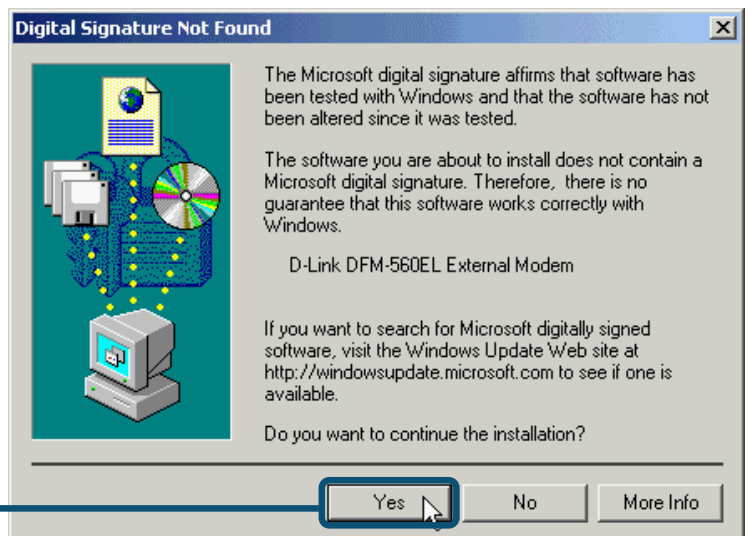 Digital Signature Not Found
The Microsoft digital signature affirms that software has
been tested with Windows and that the software has not
been altered since it was tested.
The software you are about to install does not contain a
Microsoft digital signature. Therefore, there is no
guarantee that this software works correctly with
Windows.
D-Link DFM-560EL External Modem
If you want to search for Microsoft digitally signed
software, visit the Windows Update Web site at
http://windowsupdate.microsoft.com to see if one is
available.
Do you want to continue the installation?
Yes No More Info